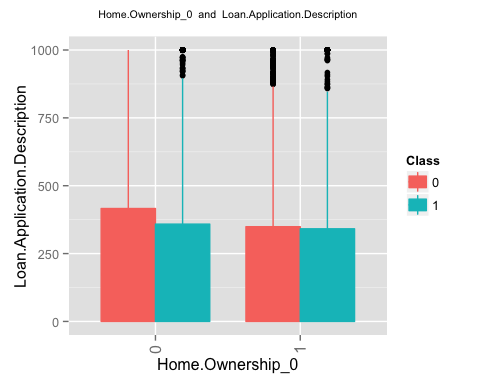 Home.Ownership_0 and Loan.Application.Description
1000
750
500
250
0
Loan.Application.Description
0
1
Home.Ownership_0
Class
0
1